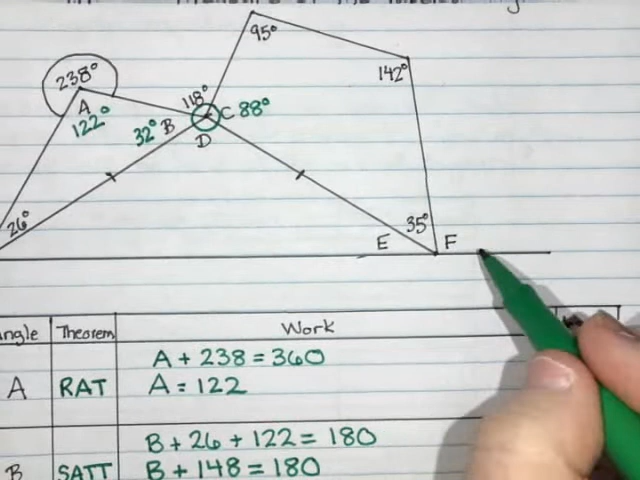 95°
238°
142°
118°
A
C 88°
122°
32° B
D
26°
35°
E
F
Angle Theorem Work
A RAT A + 238 = 360
A = 122
B SATT B + 26 + 122 = 180
B + 148 = 180